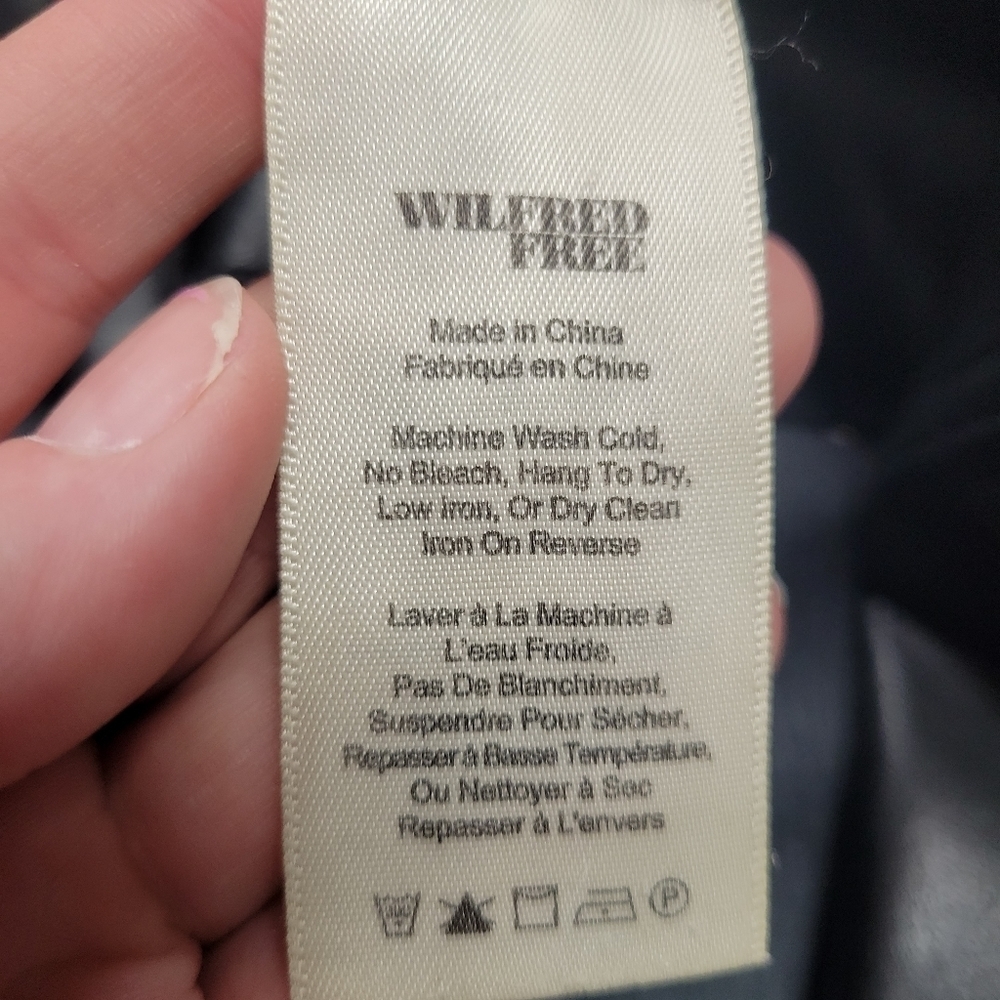 WILFRED
FREE
Made in China
Fabriqué en Chine
Machine Wash Cold,
No Bleach, Hang To Dry,
Low iron, Or Dry Clean
Iron On Reverse
Laver à La Machine à
L'eau Froide,
Pas De Blanchiment,
Suspendre Pour Sécher,
Repasser à Basse Température,
Ou Nettoyer à Sec
Repasser à L'envers
P